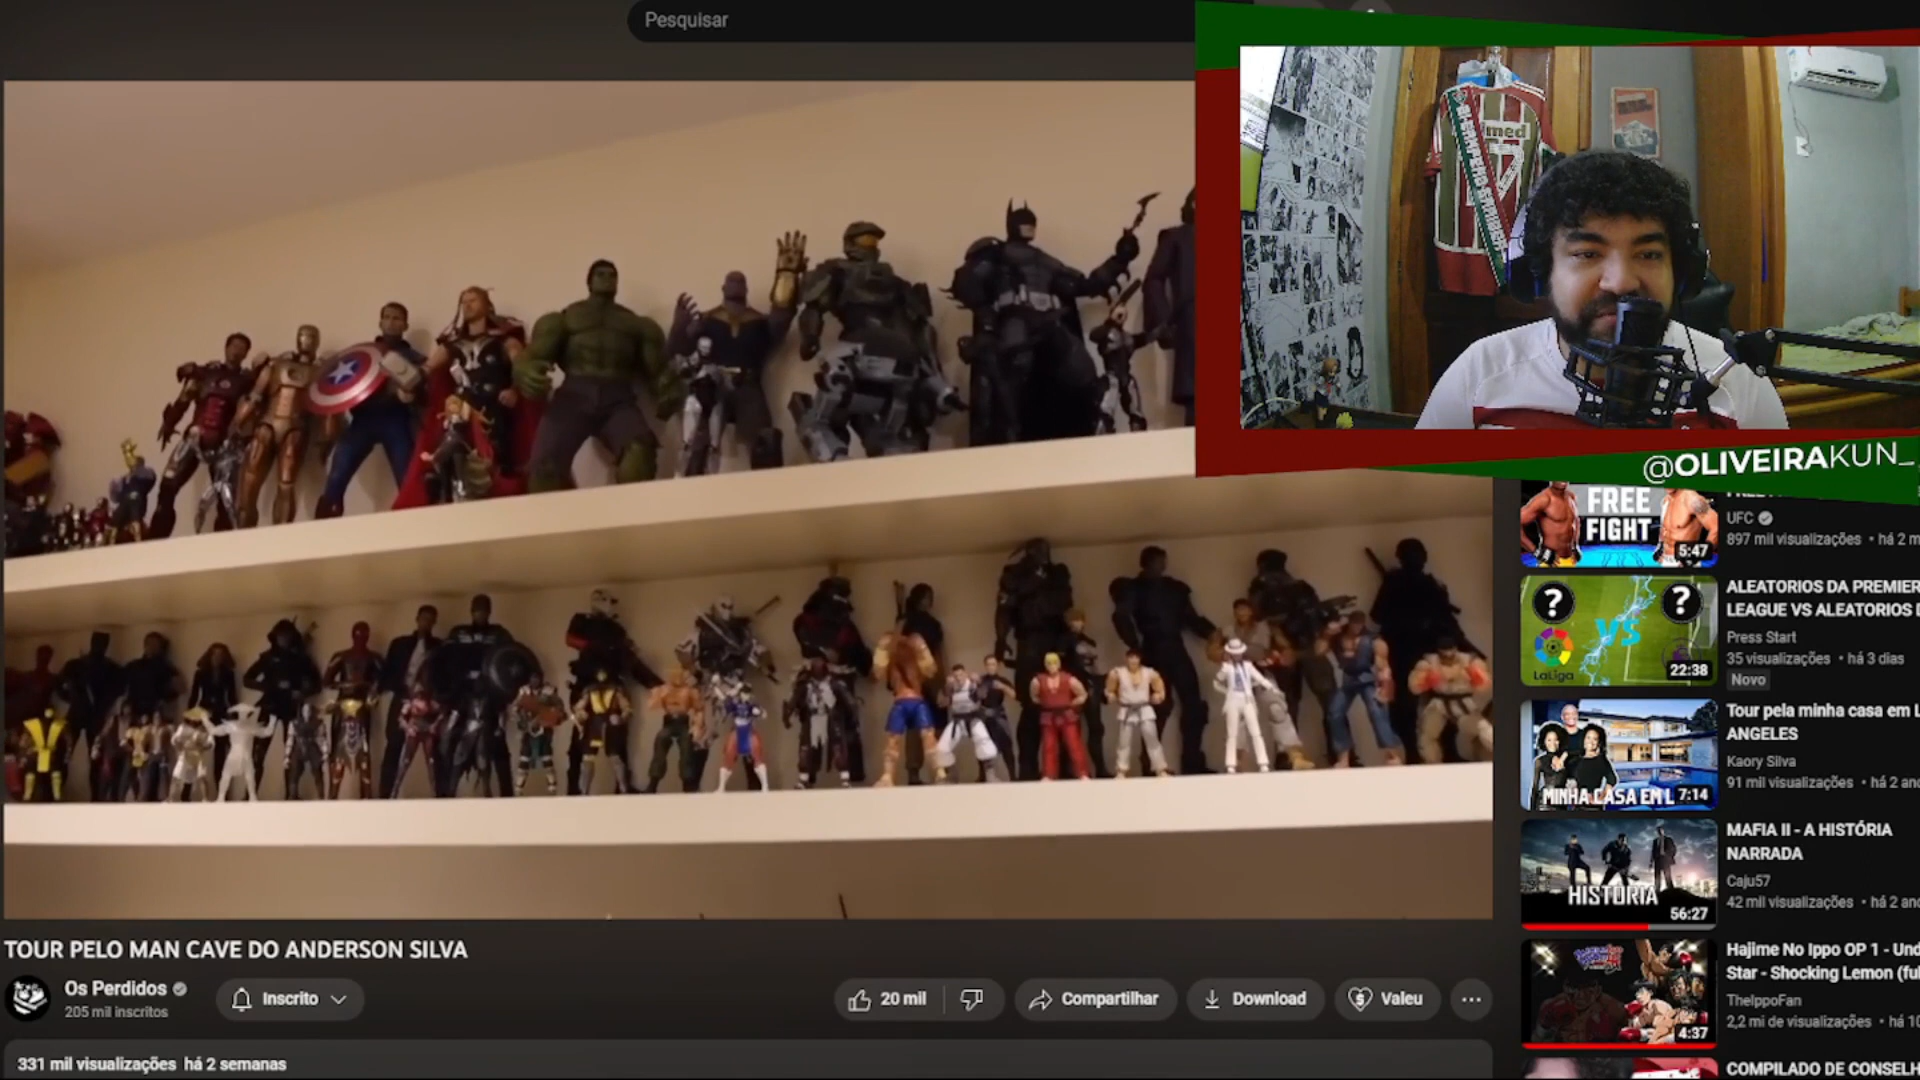 Pesquisar
med
@OLIVEIRAKUN_
FREE
FIGHT
5:47
UFC
897 mil visualizações • há 2 m
ALEATORIOS DA PREMIER
LEAGUE VS ALEATORIOS D
?
?
VS
LaLiga
22:38
Press Start
35 visualizações • há 3 dias
Novo
Tour pela minha casa em L
ANGELES
MINHA CASA EM L
7:14
Kaory Silva
91 mil visualizações • há 2 ano
MAFIA II - A HISTÓRIA
NARRADA
HISTÓRIA
56:27
Caju57
42 mil visualizações • há 2 ano
Hajime No Ippo OP 1 - Und
Star - Shocking Lemon (ful
4:37
TheIppoFan
2,2 mi de visualizações • há 10
COMPILADO DE CONSELH
TOUR PELO MAN CAVE DO ANDERSON SILVA
Os Perdidos
205 mil inscritos
Inscrito
20 mil
Compartilhar
Download
Valeu
331 mil visualizações há 2 semanas